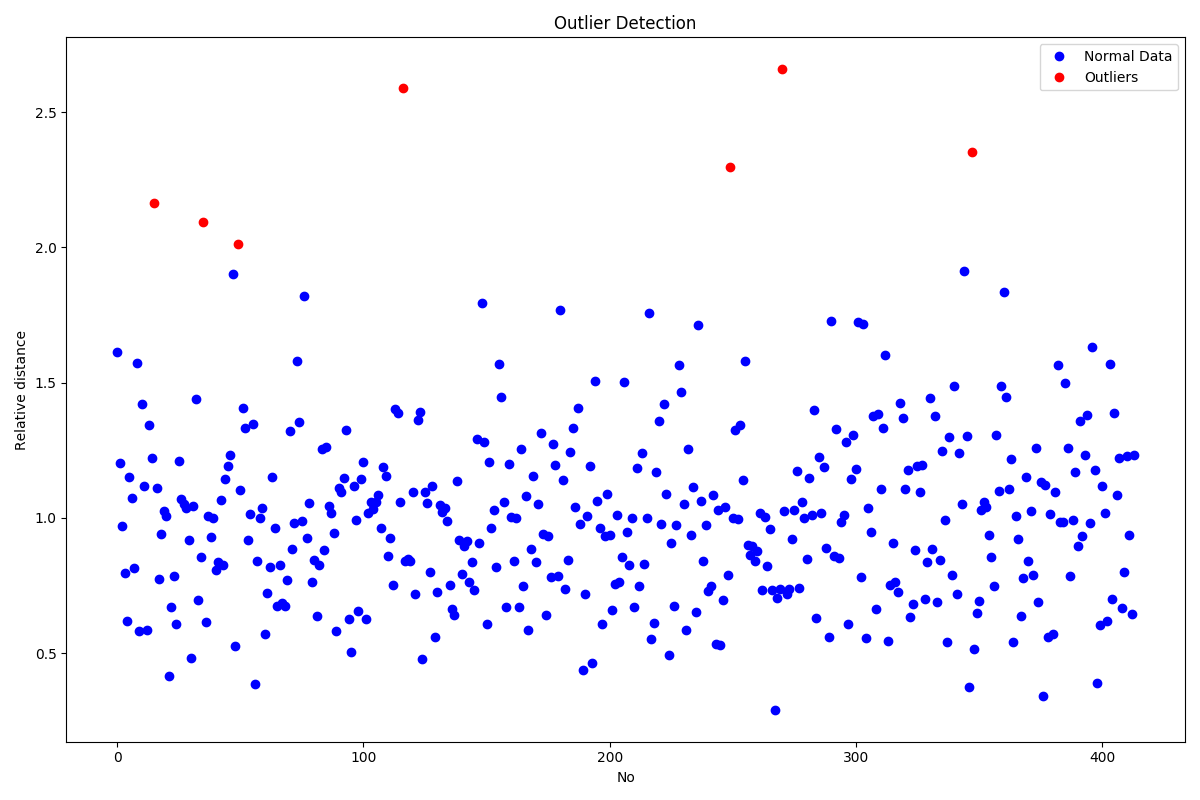 Outlier Detection
Normal Data
Outliers
2.5
2.0
1.5
1.0
0.5
Relative distance
0 100 200 300 400
No